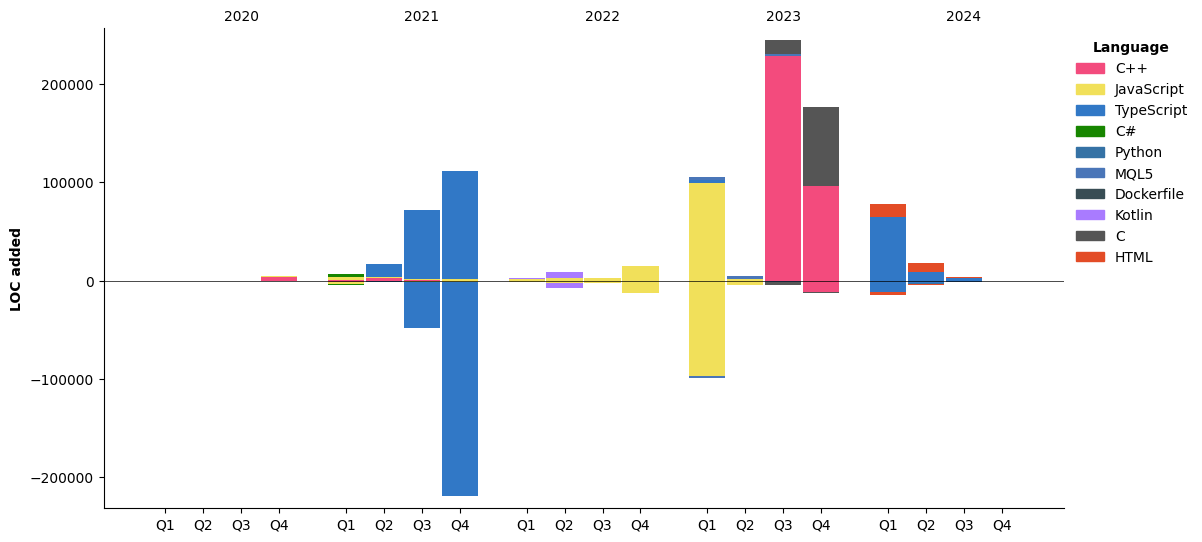 2020 2021 2022 2023 2024
LOC added
200000
100000
0
−100000
−200000
Q1 Q2 Q3 Q4 Q1 Q2 Q3 Q4 Q1 Q2 Q3 Q4 Q1 Q2 Q3 Q4 Q1 Q2 Q3 Q4
Language
C++
JavaScript
TypeScript
C#
Python
MQL5
Dockerfile
Kotlin
C
HTML